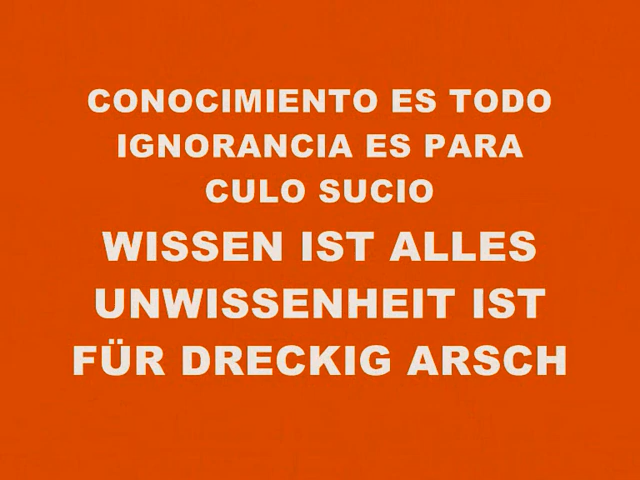 CONOCIMIENTO ES TODO
IGNORANCIA ES PARA
CULO SUCIO
WISSEN IST ALLES
UNWISSENHEIT IST
FÜR DRECKIG ARSCH